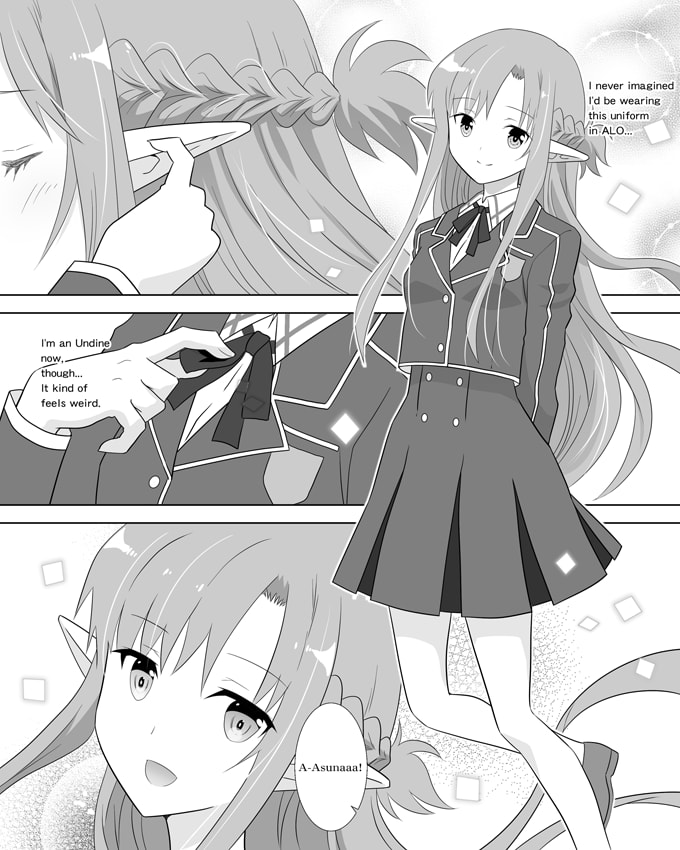 I never imagined
I'd be wearing
this uniform
in ALO...
I'm an Undine
now,
though...
It kind of
feels weird.
A-Asunaaa!